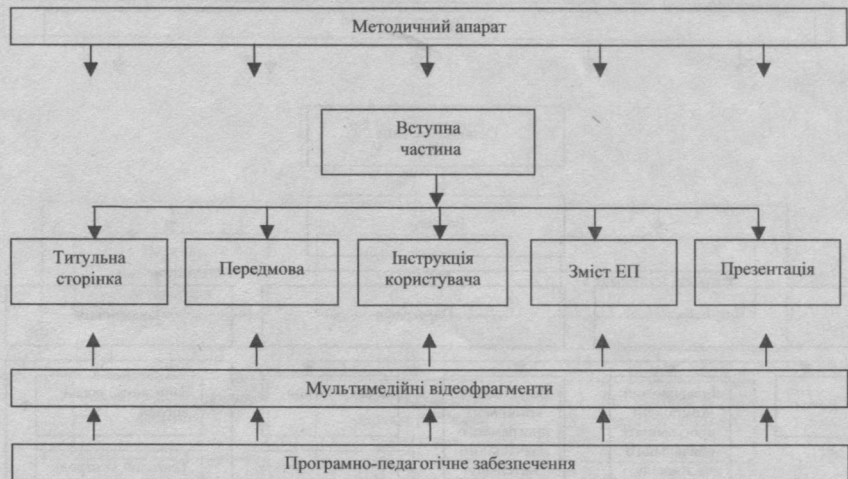 Методичний апарат
Вступна
частина
Титульна
сторінка
Передмова
Інструкція
користувача
Зміст ЕП
Презентація
Мультимедійні відеофрагменти
Програмно-педагогічне забезпечення